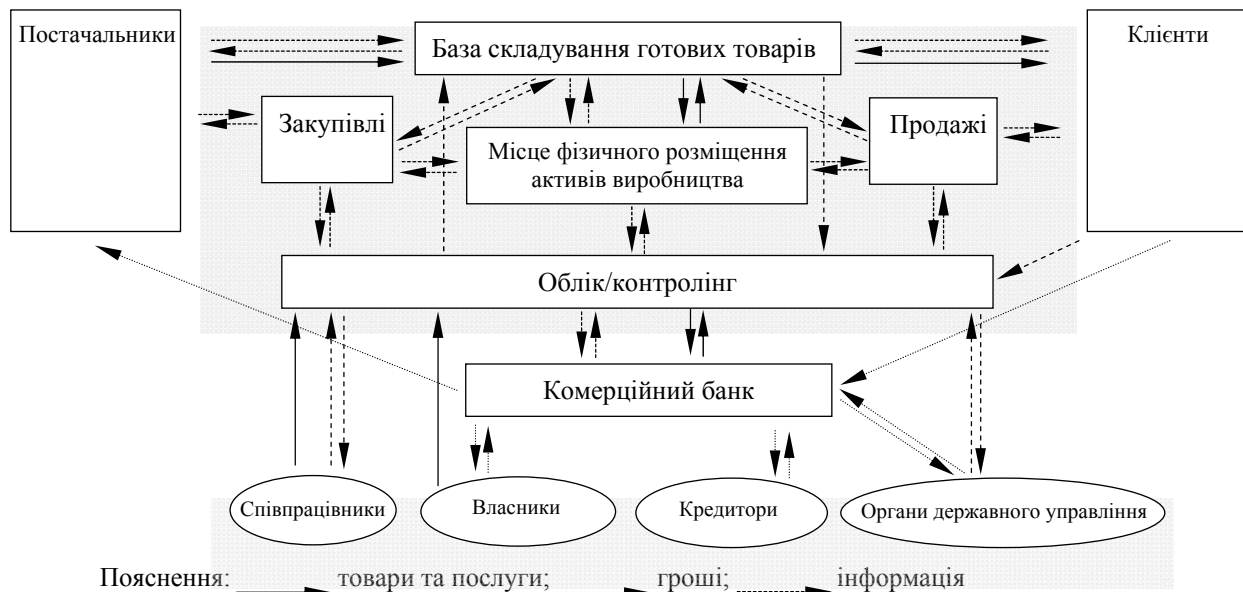 Постачальники
База складування готових товарів
Клієнти
Закупівлі
Місце фізичного розміщення
активів виробництва
Продажі
Облік/контролінг
Комерційний банк
Співпрацівники
Власники
Кредитори
Органи державного управління
Пояснення: товари та послуги; гроші; інформація